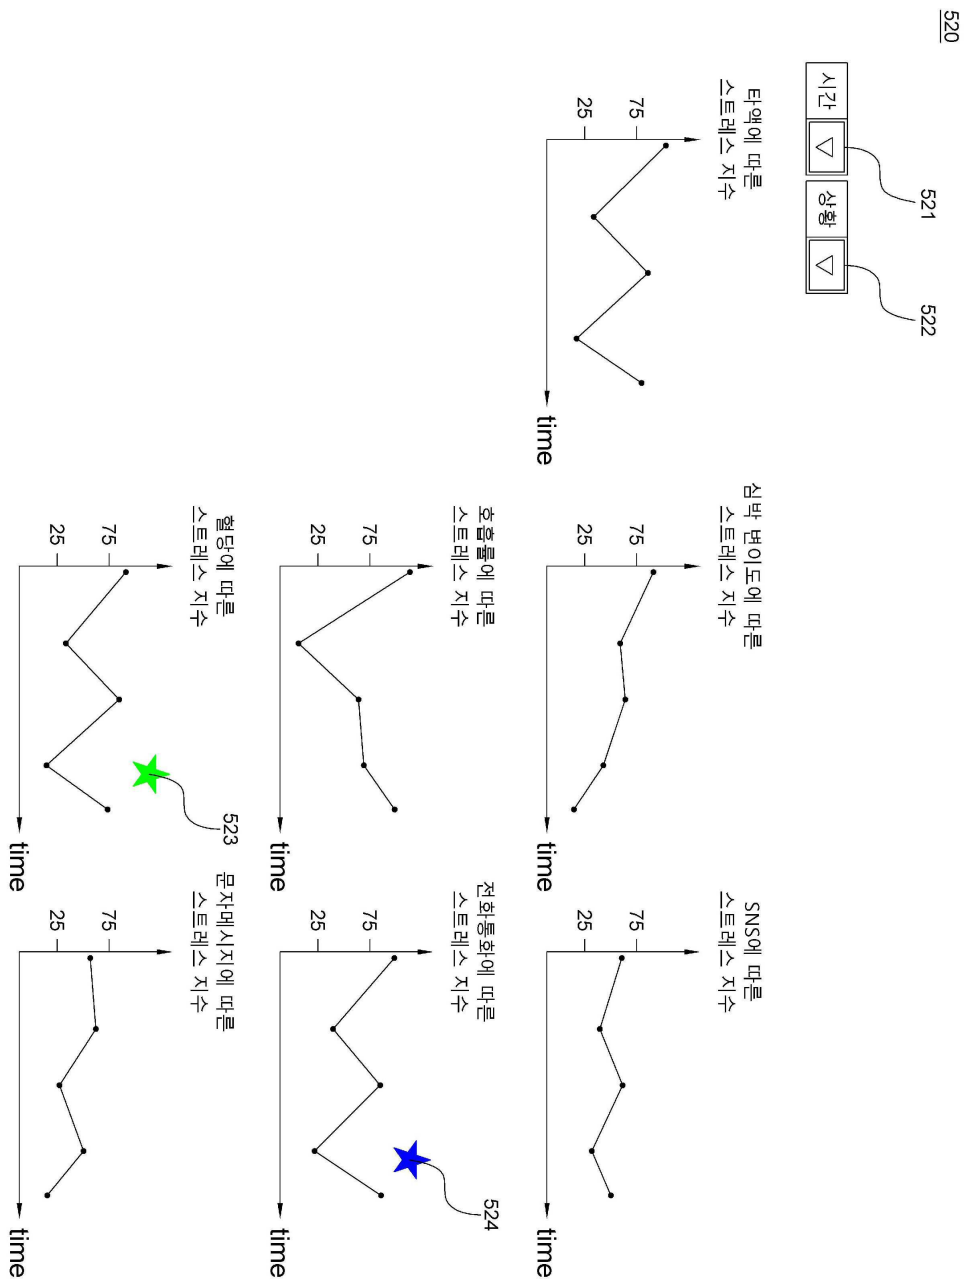 520
시간 ▽ 상황 ▽
521
522
타액에 따른
스트레스 지수
75
25
time
심박 변이도에 따른
스트레스 지수
75
25
time
SNS에 따른
스트레스 지수
75
25
time
호흡률에 따른
스트레스 지수
75
25
time
전화통화에 따른
스트레스 지수
75
25
time
524
혈당에 따른
스트레스 지수
75
25
time
523
문자메시지에 따른
스트레스 지수
75
25
time